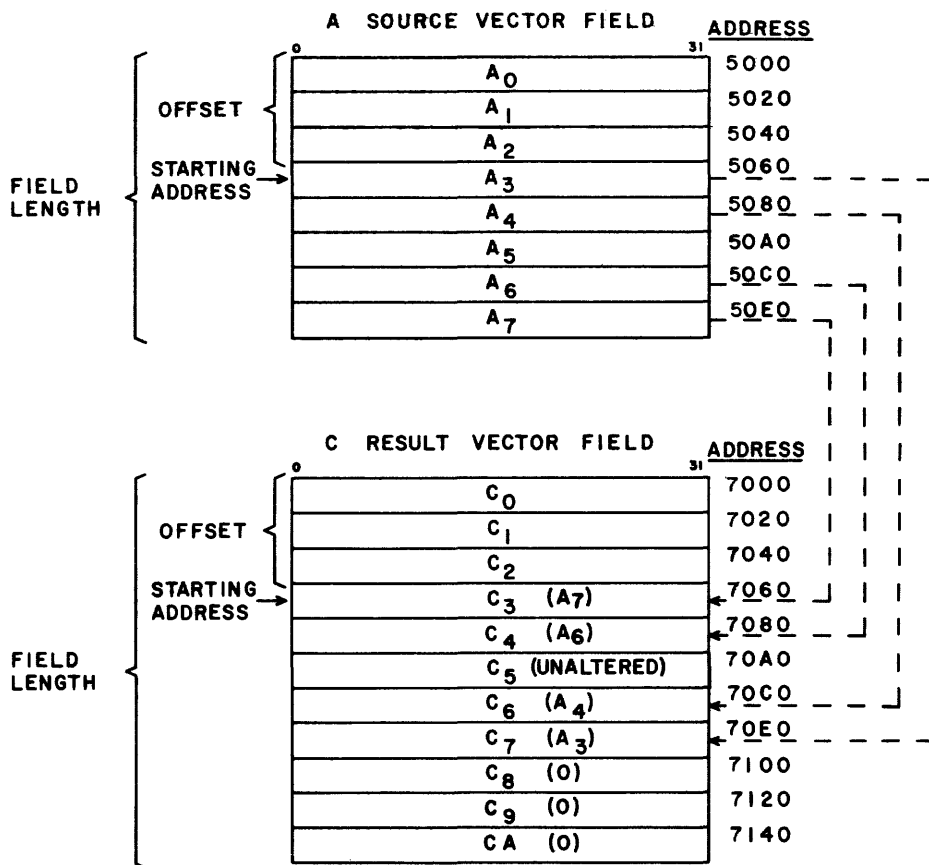 A SOURCE VECTOR FIELD
ADDRESS
0 31
A0 5000
OFFSET
A1 5020
A2 5040
STARTING ADDRESS
A3 5060
FIELD LENGTH
A4 5080
A5 50A0
A6 50C0
A7 50E0
C RESULT VECTOR FIELD
ADDRESS
0 31
C0 7000
OFFSET
C1 7020
C2 7040
STARTING ADDRESS
C3 (A7) 7060
C4 (A6) 7080
FIELD LENGTH
C5 (UNALTERED) 70A0
C6 (A4) 70C0
C7 (A3) 70E0
C8 (0) 7100
C9 (0) 7120
CA (0) 7140